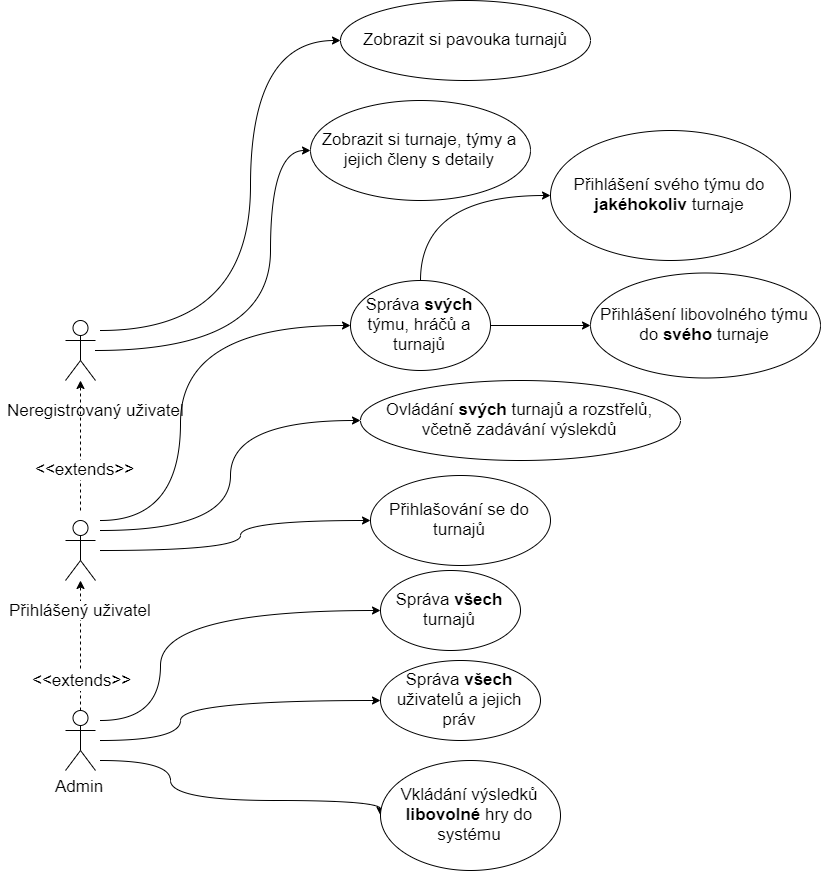 Zobrazit si pavouka turnajů
Zobrazit si turnaje, týmy a
jejich členy s detaily
Přihlášení svého týmu do
jakéhokoliv turnaje
Správa svých
týmu, hráčů a
turnajů
Přihlášení libovolného týmu
do svého turnaje
Neregistrovaný uživatel
Ovládání svých turnajů a rozstřelů,
včetně zadávání výslekdů
<<extends>>
Přihlašování se do
turnajů
Přihlášený uživatel
Správa všech
turnajů
<<extends>>
Správa všech
uživatelů a jejich
práv
Admin
Vkládání výsledků
libovolné hry do
systému